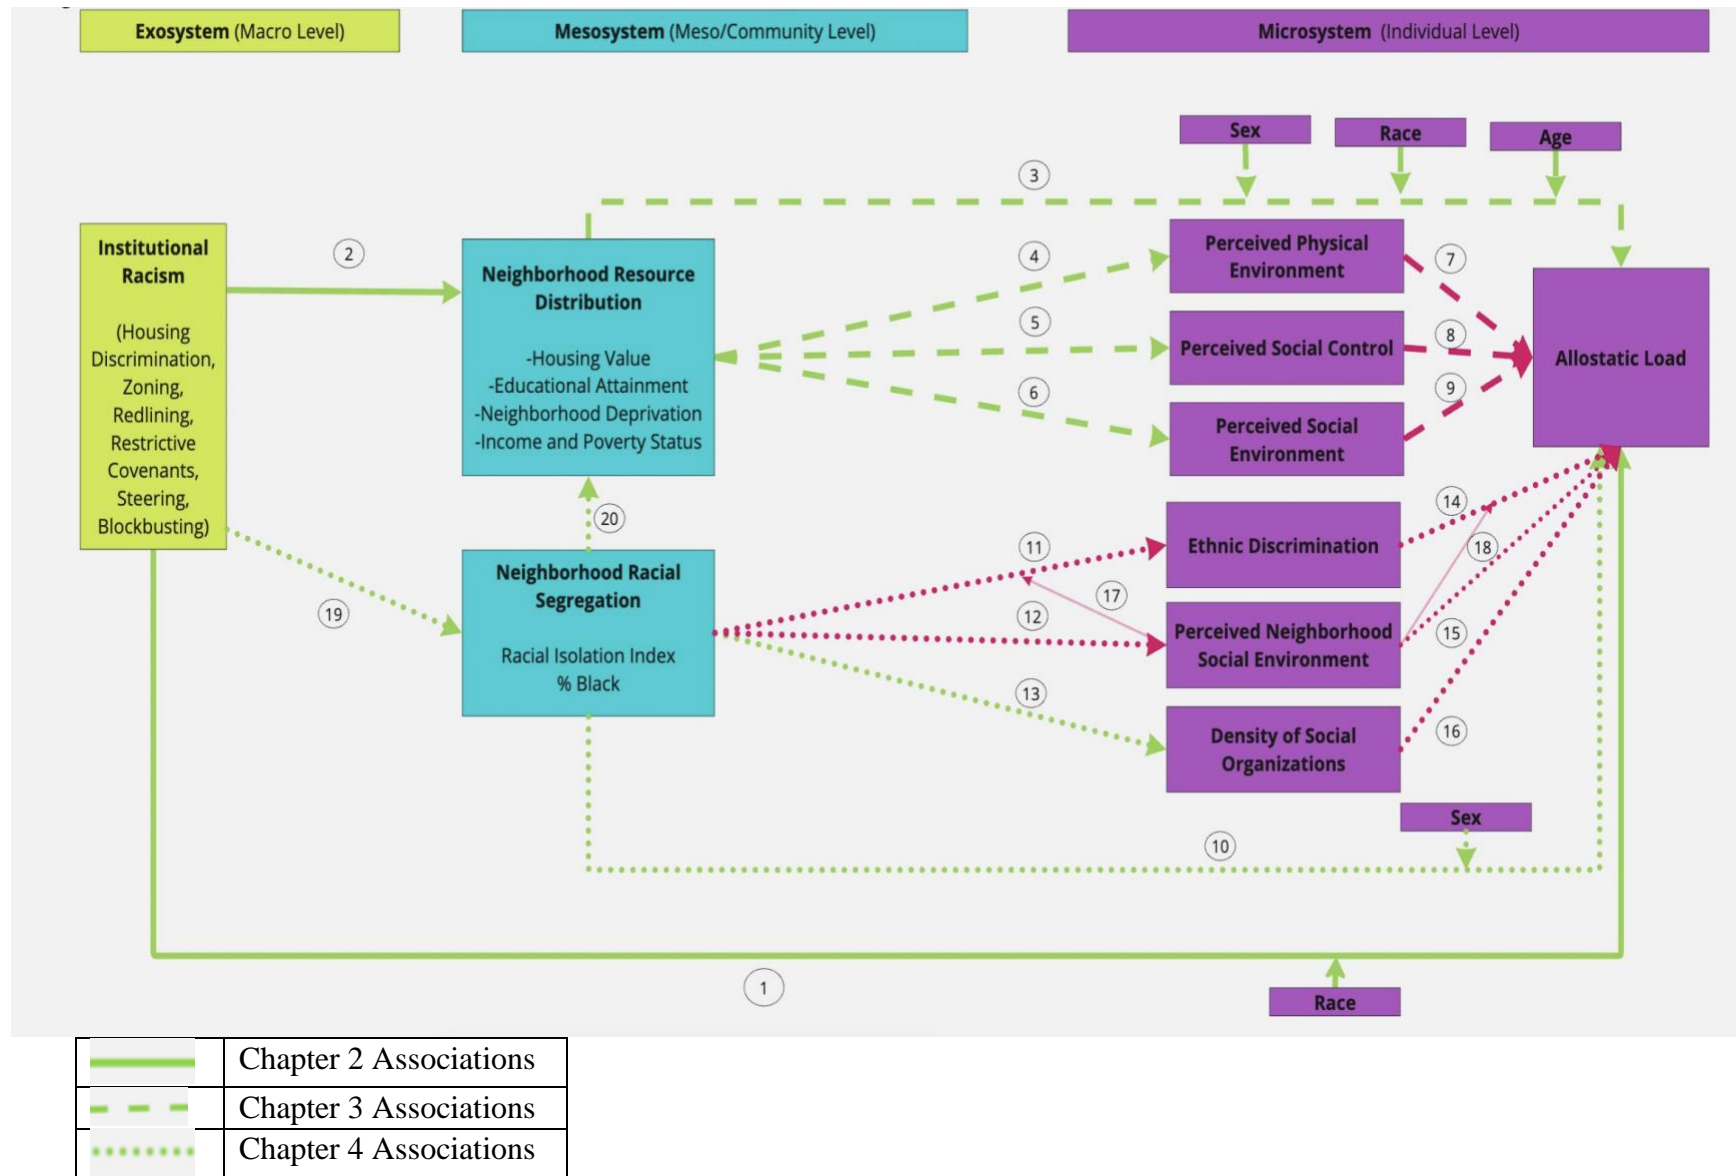 Exosystem (Macro Level)
Mesosystem (Meso/Community Level)
Microsystem (Individual Level)
Sex
Race
Age
3
Institutional
Racism
(Housing
Discrimination,
Zoning,
Redlining,
Restrictive
Covenants,
Steering,
Blockbusting)
2
Neighborhood Resource
Distribution
-Housing Value
-Educational Attainment
-Neighborhood Deprivation
-Income and Poverty Status
4
5
6
Perceived Physical
Environment
Perceived Social Control
Perceived Social
Environment
7
8
9
Allostatic Load
20
19
Neighborhood Racial
Segregation
Racial Isolation Index
% Black
11
17
12
13
Ethnic Discrimination
Perceived Neighborhood
Social Environment
Density of Social
Organizations
14
18
15
16
Sex
10
1
Race
Chapter 2 Associations
Chapter 3 Associations
Chapter 4 Associations